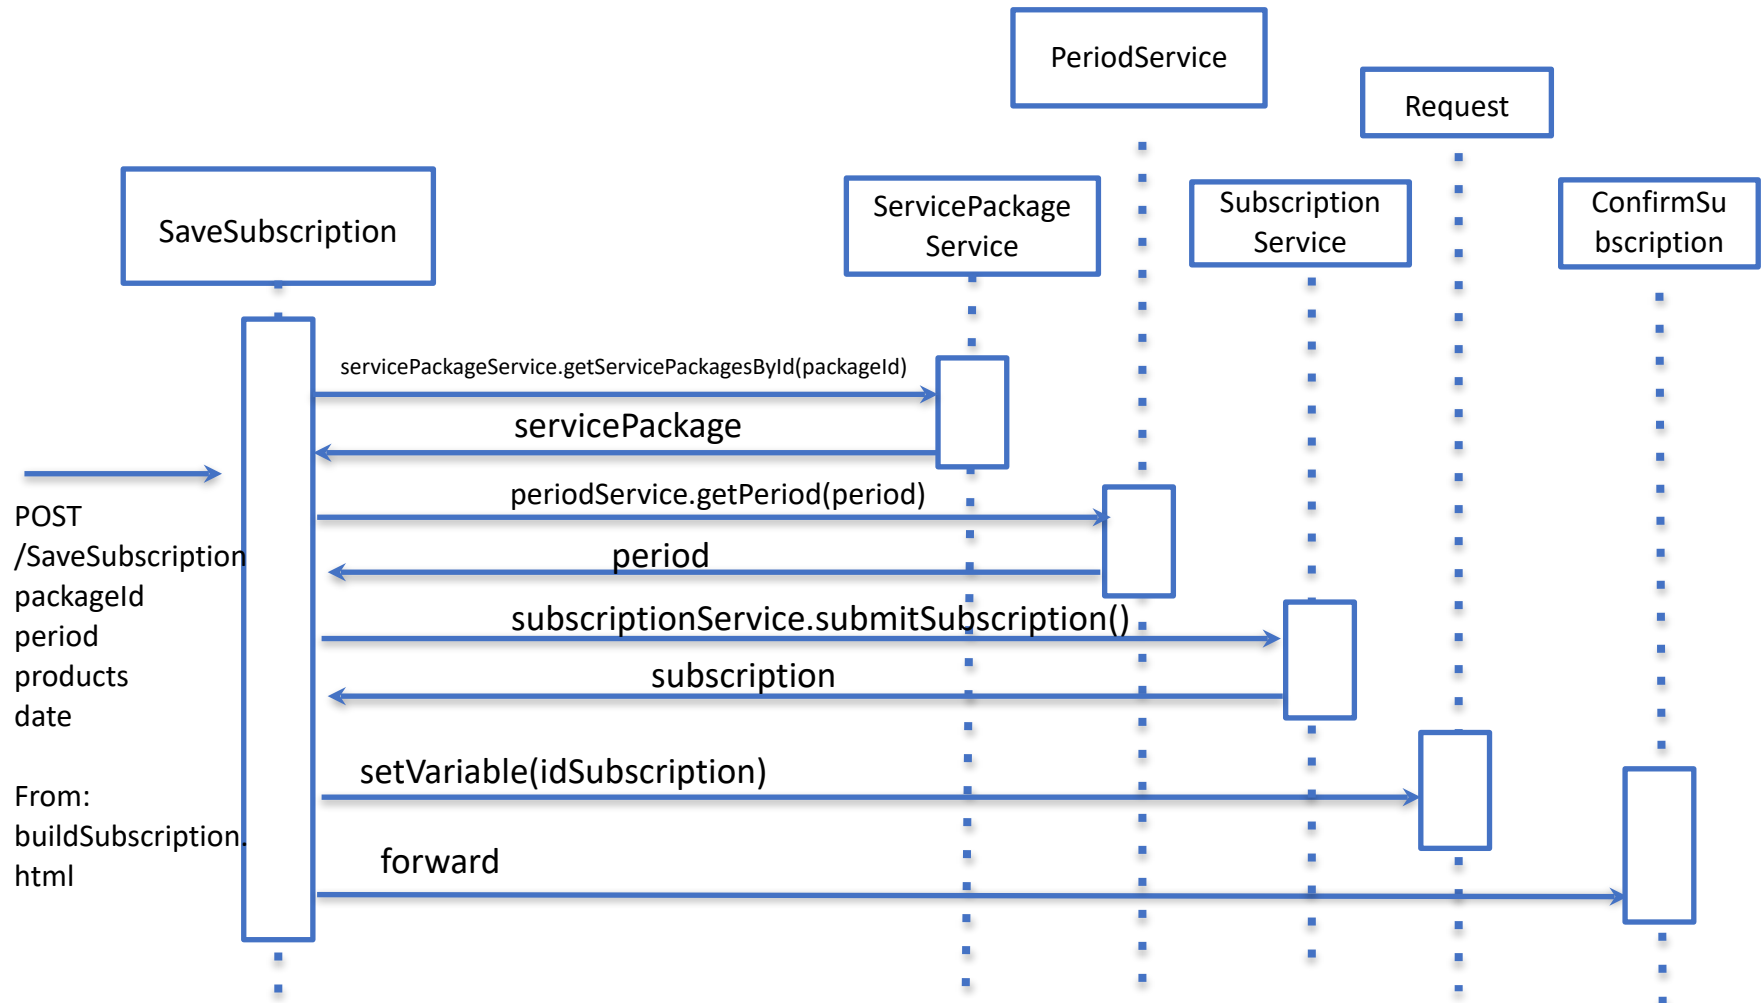 PeriodService
Request
SaveSubscription
ServicePackage
Service
Subscription
Service
ConfirmSu
bscription
servicePackageService.getServicePackagesById(packageId)
servicePackage
periodService.getPeriod(period)
period
subscriptionService.submitSubscription()
subscription
setVariable(idSubscription)
forward
POST
/SaveSubscription
packageId
period
products
date
From:
buildSubscription.
html